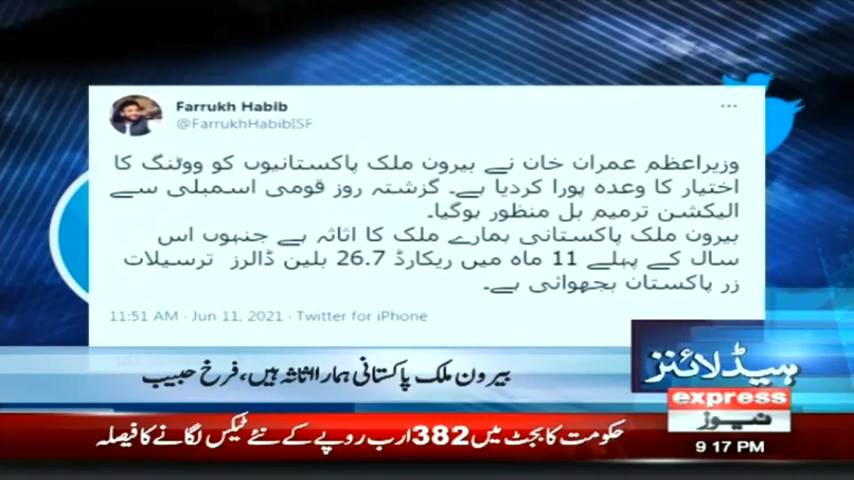 Farrukh Habib
@FarrukhHabibISF
وزیراعظم عمران خان نے بیرون ملک پاکستانیوں کو ووٹنگ کا
اختیار کا وعدہ پورا کردیا ہے۔ گزشتہ روز قومی اسمبلی سے
الیکشن ترمیم بل منظور ہوگیا۔
بیرون ملک پاکستانی ہمارے ملک کا اثاثہ ہے جنہوں اس
سال کے پہلے 11 ماہ میں ریکارڈ 26.7 بلین ڈالرز ترسیلات
زر پاکستان بجھوائی ہے۔
11:51 AM · Jun 11, 2021 · Twitter for iPhone
بیرون ملک پاکستانی ہمارا اثاثہ ہیں، فرخ حبیب
ہیڈلائنز
express
نیوز
حکومت کا بجٹ میں 382 ارب روپے کے نئے ٹیکس لگانے کا فیصلہ
9 17 PM